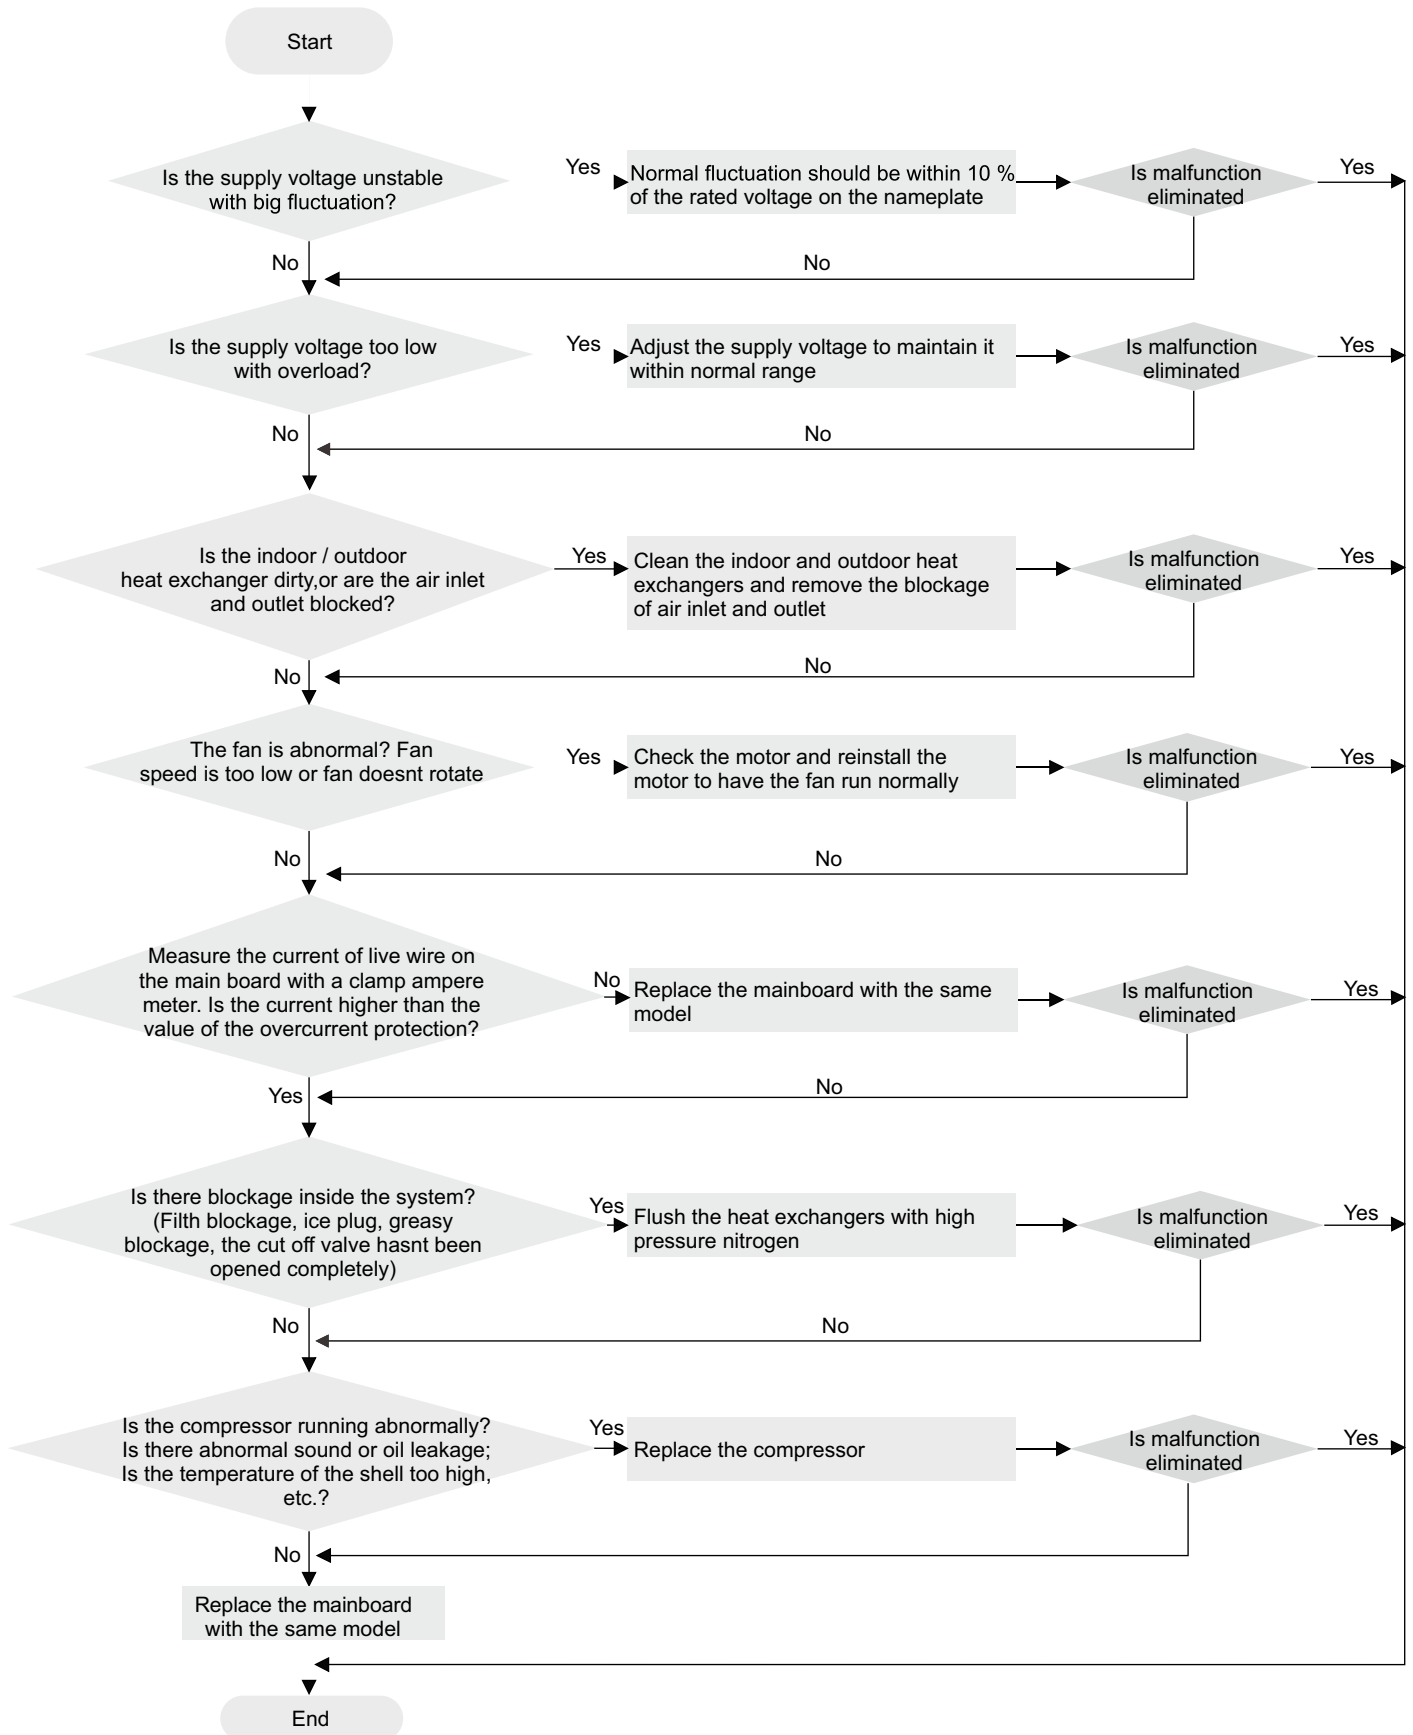 Start
Is the supply voltage unstable
with big fluctuation?
Yes
Normal fluctuation should be within 10 %
of the rated voltage on the nameplate
Is malfunction
eliminated
Yes
No
No
Is the supply voltage too low
with overload?
Yes
Adjust the supply voltage to maintain it
within normal range
Is malfunction
eliminated
Yes
No
No
Is the indoor / outdoor
heat exchanger dirty,or are the air inlet
and outlet blocked?
Yes
Clean the indoor and outdoor heat
exchangers and remove the blockage
of air inlet and outlet
Is malfunction
eliminated
Yes
No
No
The fan is abnormal? Fan
speed is too low or fan doesnt rotate
Yes
Check the motor and reinstall the
motor to have the fan run normally
Is malfunction
eliminated
Yes
No
No
Measure the current of live wire on
the main board with a clamp ampere
meter. Is the current higher than the
value of the overcurrent protection?
No
Replace the mainboard with the same
model
Is malfunction
eliminated
Yes
Yes
No
Is there blockage inside the system?
(Filth blockage, ice plug, greasy
blockage, the cut off valve hasnt been
opened completely)
Yes
Flush the heat exchangers with high
pressure nitrogen
Is malfunction
eliminated
Yes
No
No
Is the compressor running abnormally?
Is there abnormal sound or oil leakage;
Is the temperature of the shell too high,
etc.?
Yes
Replace the compressor
Is malfunction
eliminated
Yes
No
Replace the mainboard
with the same model
End